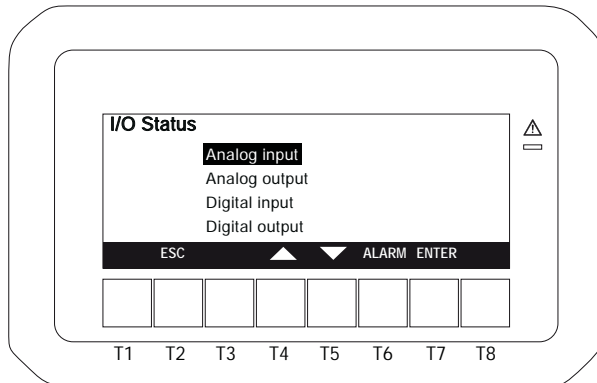 I/O Status
Analog input
Analog output
Digital input
Digital output
ESC ALARM ENTER
T1 T2 T3 T4 T5 T6 T7 T8